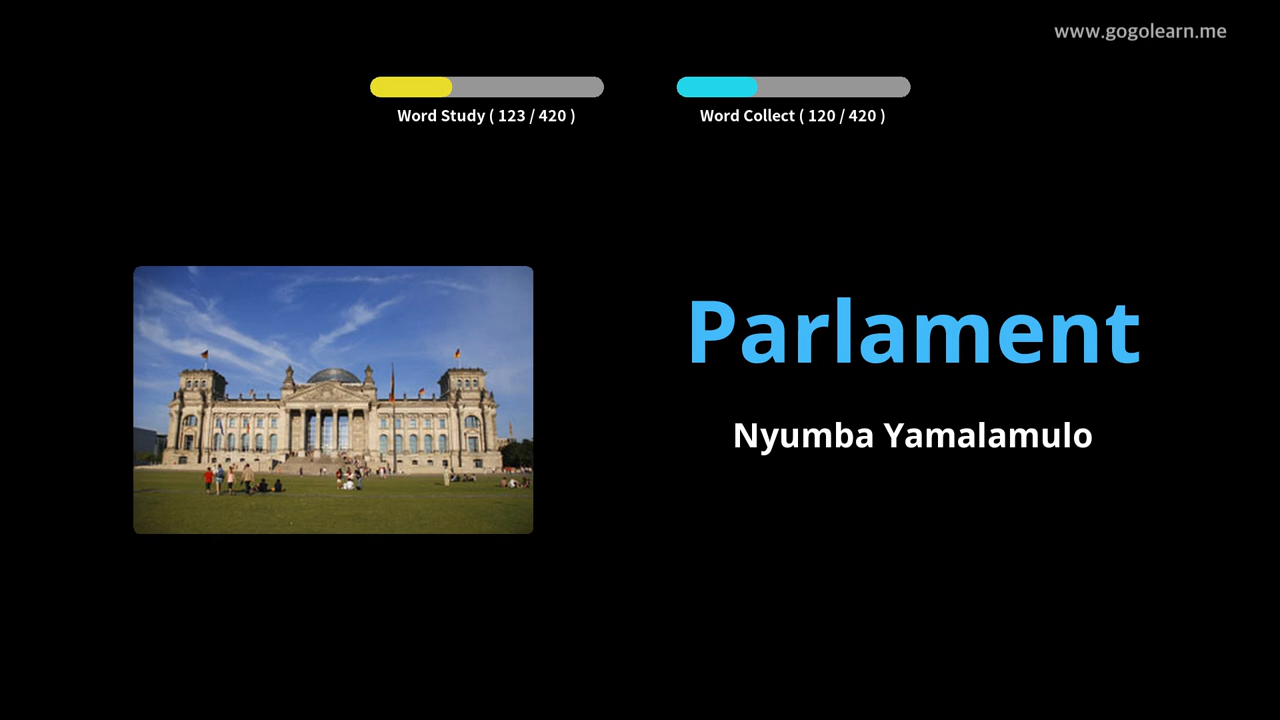 www.gogolearn.me
Word Study ( 123 / 420 )
Word Collect ( 120 / 420 )
Parlament
Nyumba Yamalamulo